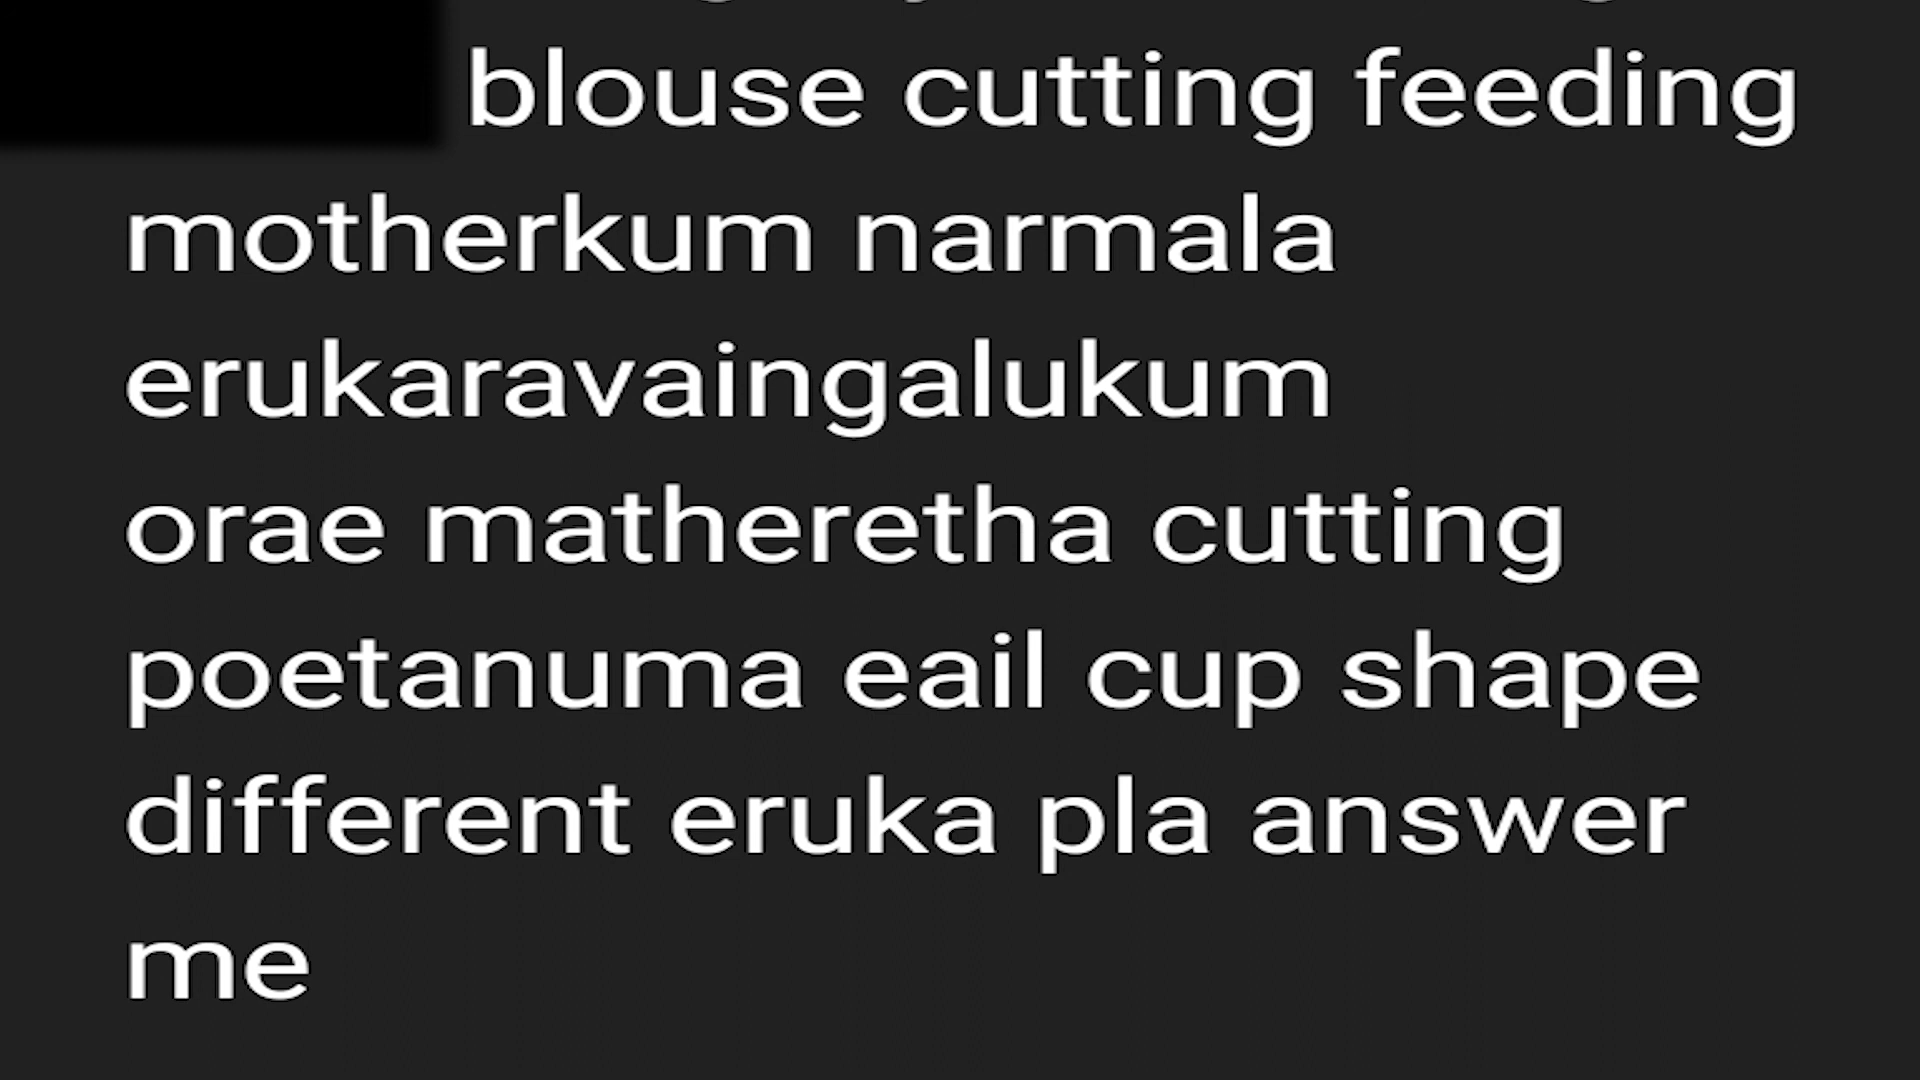 blouse cutting feeding
motherkum narmala
erukaravaingalukum
orae matheretha cutting
poetanuma eail cup shape
different eruka pla answer
me